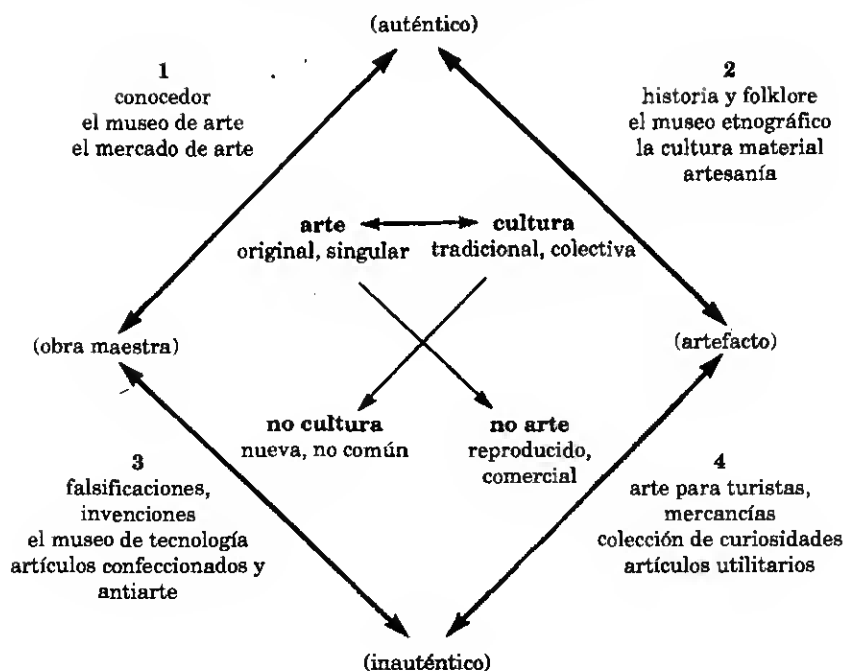 (auténtico)
1
conocedor
el museo de arte
el mercado de arte
2
historia y folklore
el museo etnográfico
la cultura material
artesanía
arte
original, singular
cultura
tradicional, colectiva
(obra maestra)
(artefacto)
no cultura
nueva, no común
no arte
reproducido,
comercial
3
falsificaciones,
invenciones
el museo de tecnología
artículos confeccionados y
antiarte
4
arte para turistas,
mercancías
colección de curiosidades
artículos utilitarios
(inauténtico)